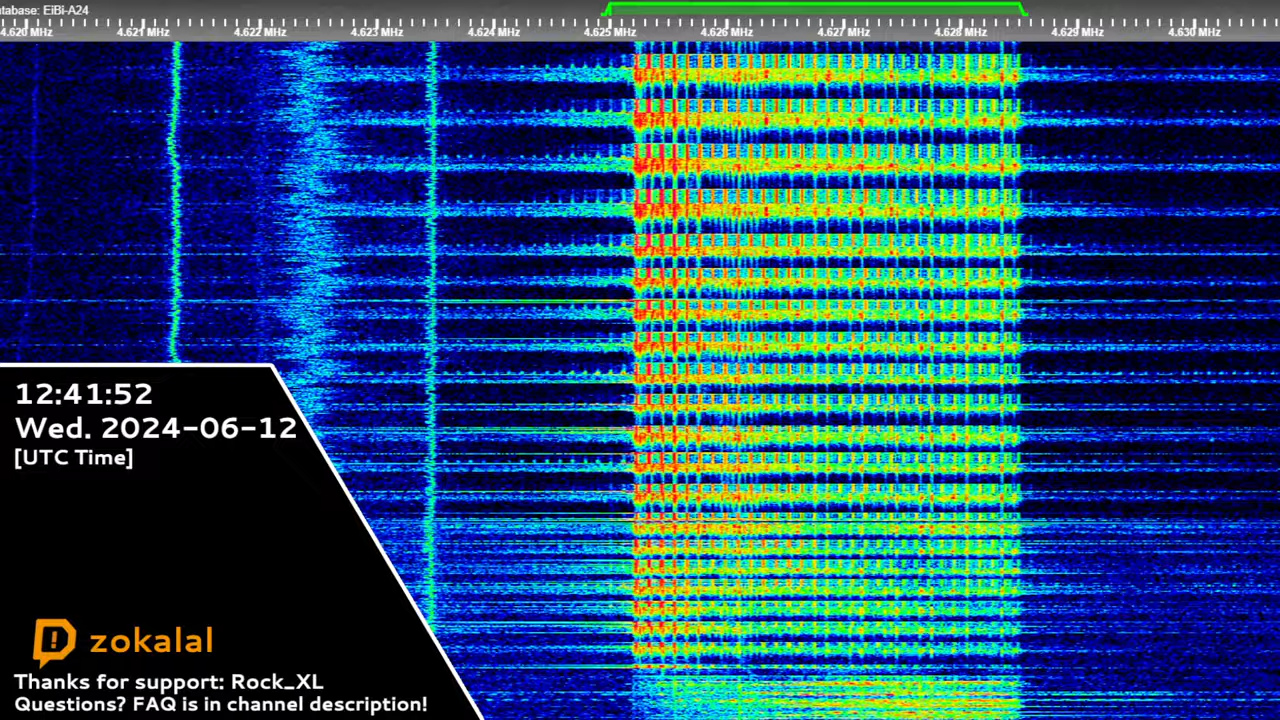 tabase: EiBi-A24
4.620 MHz 4.621 MHz 4.622 MHz 4.623 MHz 4.624 MHz 4.625 MHz 4.626 MHz 4.627 MHz 4.628 MHz 4.629 MHz 4.630 MHz
12:41:52
Wed. 2024-06-12
[UTC Time]
zokalal
Thanks for support: Rock_XL
Questions? FAQ is in channel description!